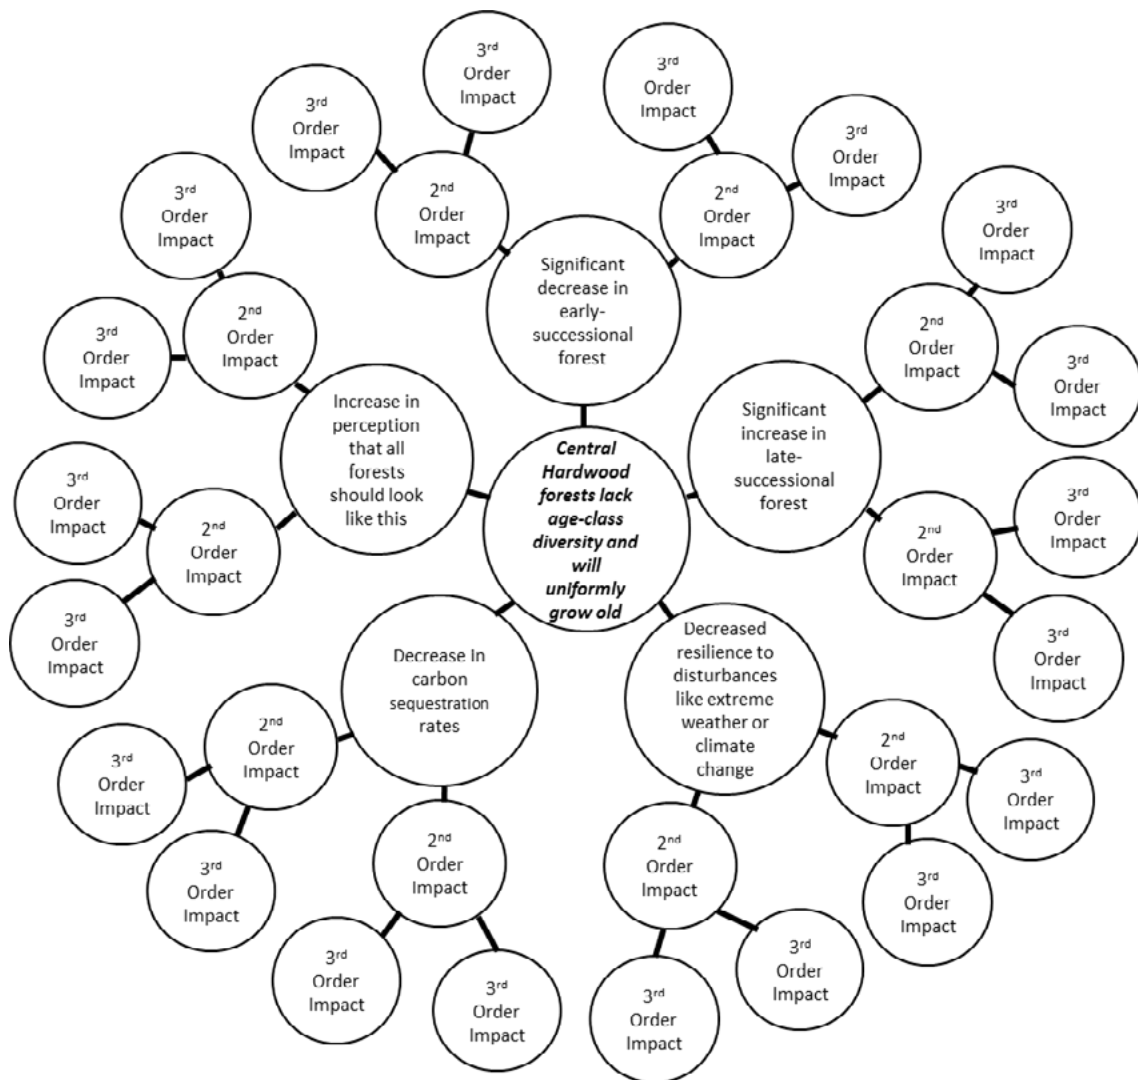 3rd
Order
Impact
3rd
Order
Impact
2nd
Order
Impact
3rd
Order
Impact
3rd
Order
Impact
2nd
Order
Impact
Significant
decrease in
early-
successional
forest
3rd
Order
Impact
3rd
Order
Impact
2nd
Order
Impact
Increase in
perception
that all
forests
should look
like this
3rd
Order
Impact
3rd
Order
Impact
2nd
Order
Impact
Central
Hardwood
forests lack
age-class
diversity and
will
uniformly
grow old
3rd
Order
Impact
2nd
Order
Impact
3rd
Order
Impact
Significant
increase in
late-
successional
forest
3rd
Order
Impact
2nd
Order
Impact
3rd
Order
Impact
Decrease in
carbon
sequestration
rates
2nd
Order
Impact
3rd
Order
Impact
3rd
Order
Impact
2nd
Order
Impact
3rd
Order
Impact
3rd
Order
Impact
Decreased
resilience to
disturbances
like extreme
weather or
climate
change
2nd
Order
Impact
3rd
Order
Impact
3rd
Order
Impact
2nd
Order
Impact
3rd
Order
Impact
3rd
Order
Impact